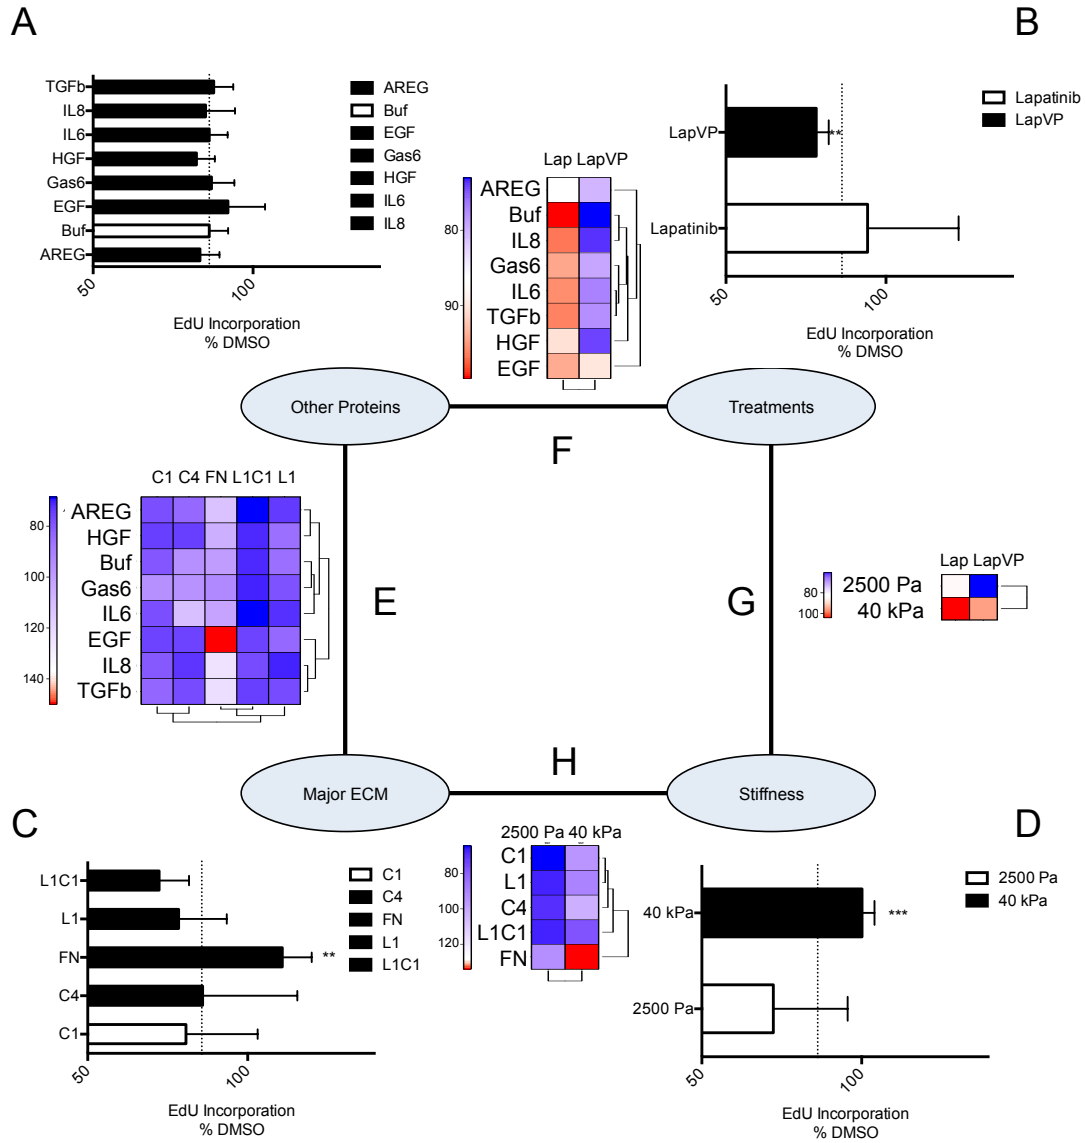 A
B
TGFb
IL8
IL6
HGF
Gas6
EGF
Buf
AREG
50
100
EdU Incorporation
% DMSO
AREG
Buf
EGF
Gas6
HGF
IL6
IL8
Lap LapVP
80
90
AREG
Buf
IL8
Gas6
IL6
TGFb
HGF
EGF
LapVP
Lapatinib
**
50
100
EdU Incorporation
% DMSO
Lapatinib
LapVP
Other Proteins
Treatments
F
C1 C4 FN L1C1 L1
80
100
120
140
AREG
HGF
Buf
Gas6
IL6
EGF
IL8
TGFb
E
G
80
100
Lap LapVP
2500 Pa
40 kPa
H
Major ECM
Stiffness
C
D
L1C1
L1
FN
C4
C1
**
50
100
EdU Incorporation
% DMSO
C1
C4
FN
L1
L1C1
2500 Pa 40 kPa
80
100
120
C1
L1
C4
L1C1
FN
40 kPa
2500 Pa
***
50
100
EdU Incorporation
% DMSO
2500 Pa
40 kPa